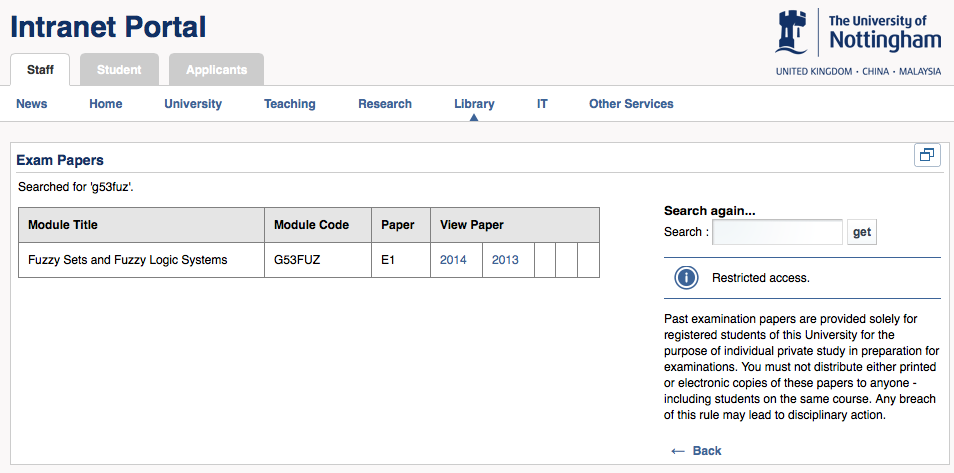 Intranet Portal
The University of
Nottingham
UNITED KINGDOM · CHINA · MALAYSIA
Staff Student Applicants
News Home University Teaching Research Library IT Other Services
Exam Papers
Searched for 'g53fuz'.
Module Title Module Code Paper View Paper
Fuzzy Sets and Fuzzy Logic Systems G53FUZ E1 2014 2013
Search again...
Search : get
i Restricted access.
Past examination papers are provided solely for
registered students of this University for the
purpose of individual private study in preparation for
examinations. You must not distribute either printed
or electronic copies of these papers to anyone -
including students on the same course. Any breach
of this rule may lead to disciplinary action.
← Back